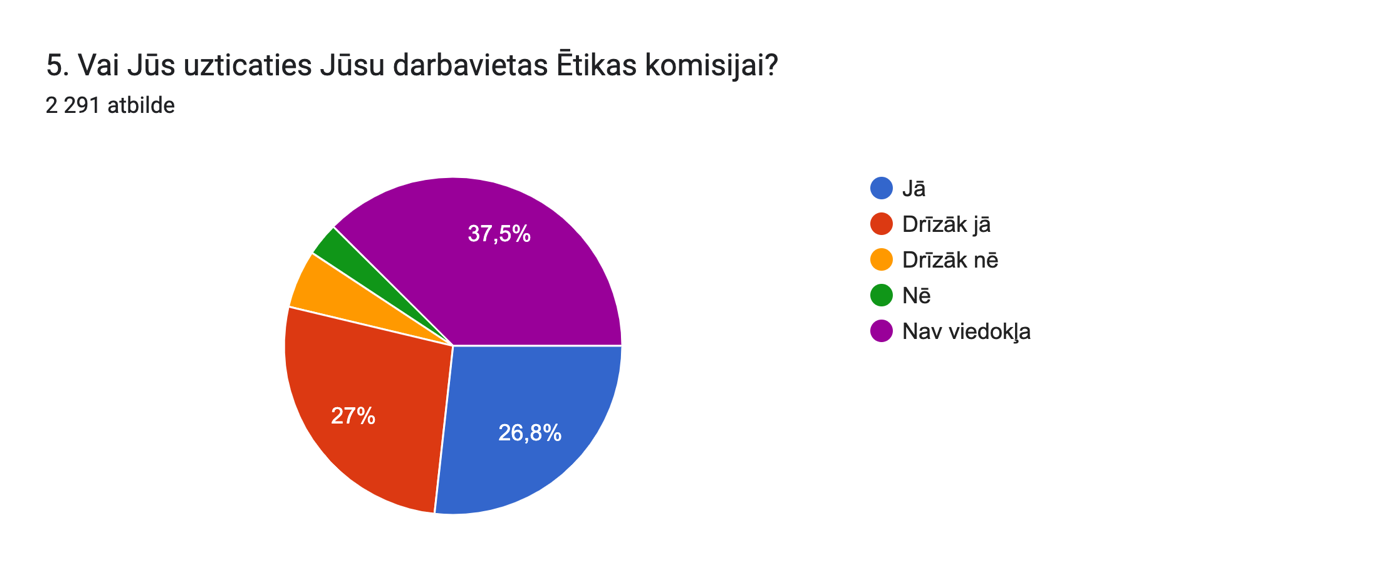 5. Vai Jūs uzticaties Jūsu darbavietas Ētikas komisijai?
2 291 atbilde
37,5%
27%
26,8%
Jā
Drīzāk jā
Drīzāk nē
Nē
Nav viedokļa